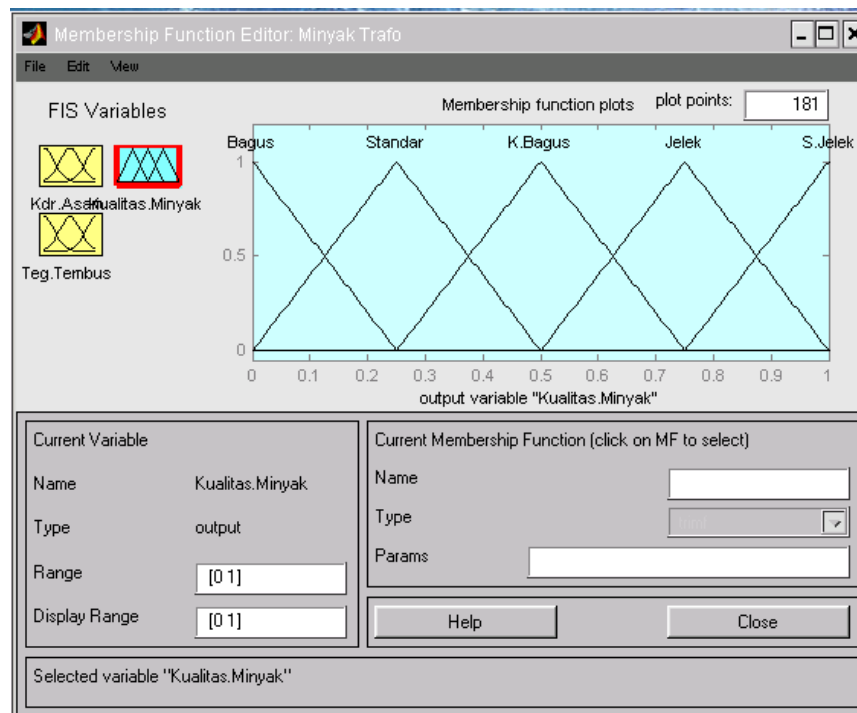 Membership Function Editor: Minyak Trafo
File Edit View
FIS Variables
Kdr.Asam
Kualitas.Minyak
Teg.Tembus
Membership function plots plot points: 181
Bagus Standar K.Bagus Jelek S.Jelek
1
0.5
0
0 0.1 0.2 0.3 0.4 0.5 0.6 0.7 0.8 0.9 1
output variable "Kualitas.Minyak"
Current Variable
Name Kualitas.Minyak
Type output
Range [0 1]
Display Range [0 1]
Current Membership Function (click on MF to select)
Name
Type
Params
Help Close
Selected variable "Kualitas.Minyak"